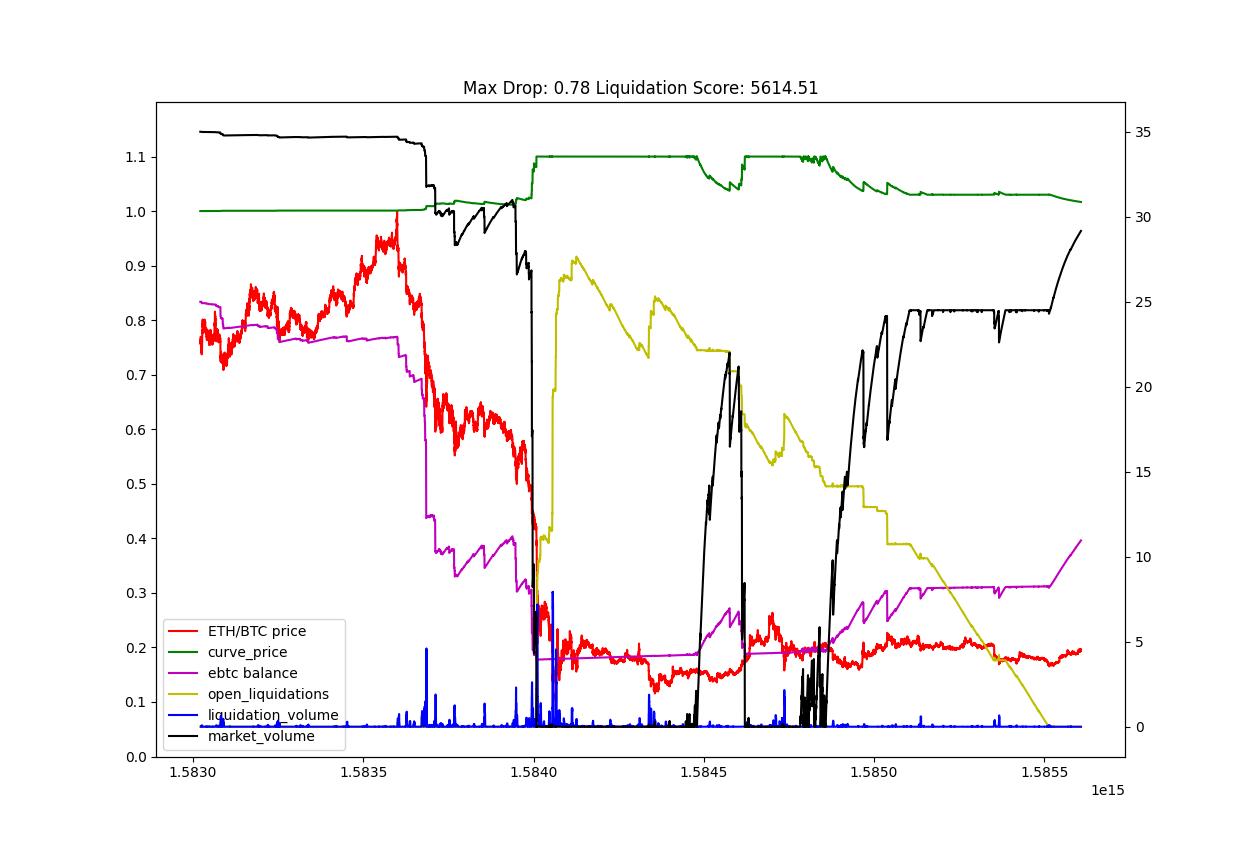 Max Drop: 0.78 Liquidation Score: 5614.51
1.1
1.0
0.9
0.8
0.7
0.6
0.5
0.4
0.3
0.2
0.1
0.0
35
30
25
20
15
10
5
0
ETH/BTC price
curve_price
ebtc balance
open_liquidations
liquidation_volume
market_volume
1.5830 1.5835 1.5840 1.5845 1.5850 1.5855
1e15